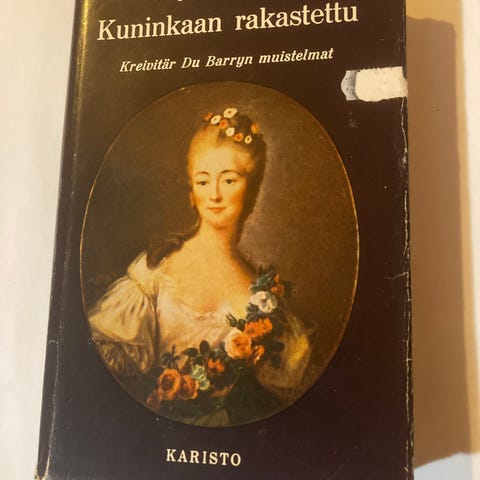 Kuninkaan rakastettu
Kreivitär Du Barryn muistelmat
KARISTO